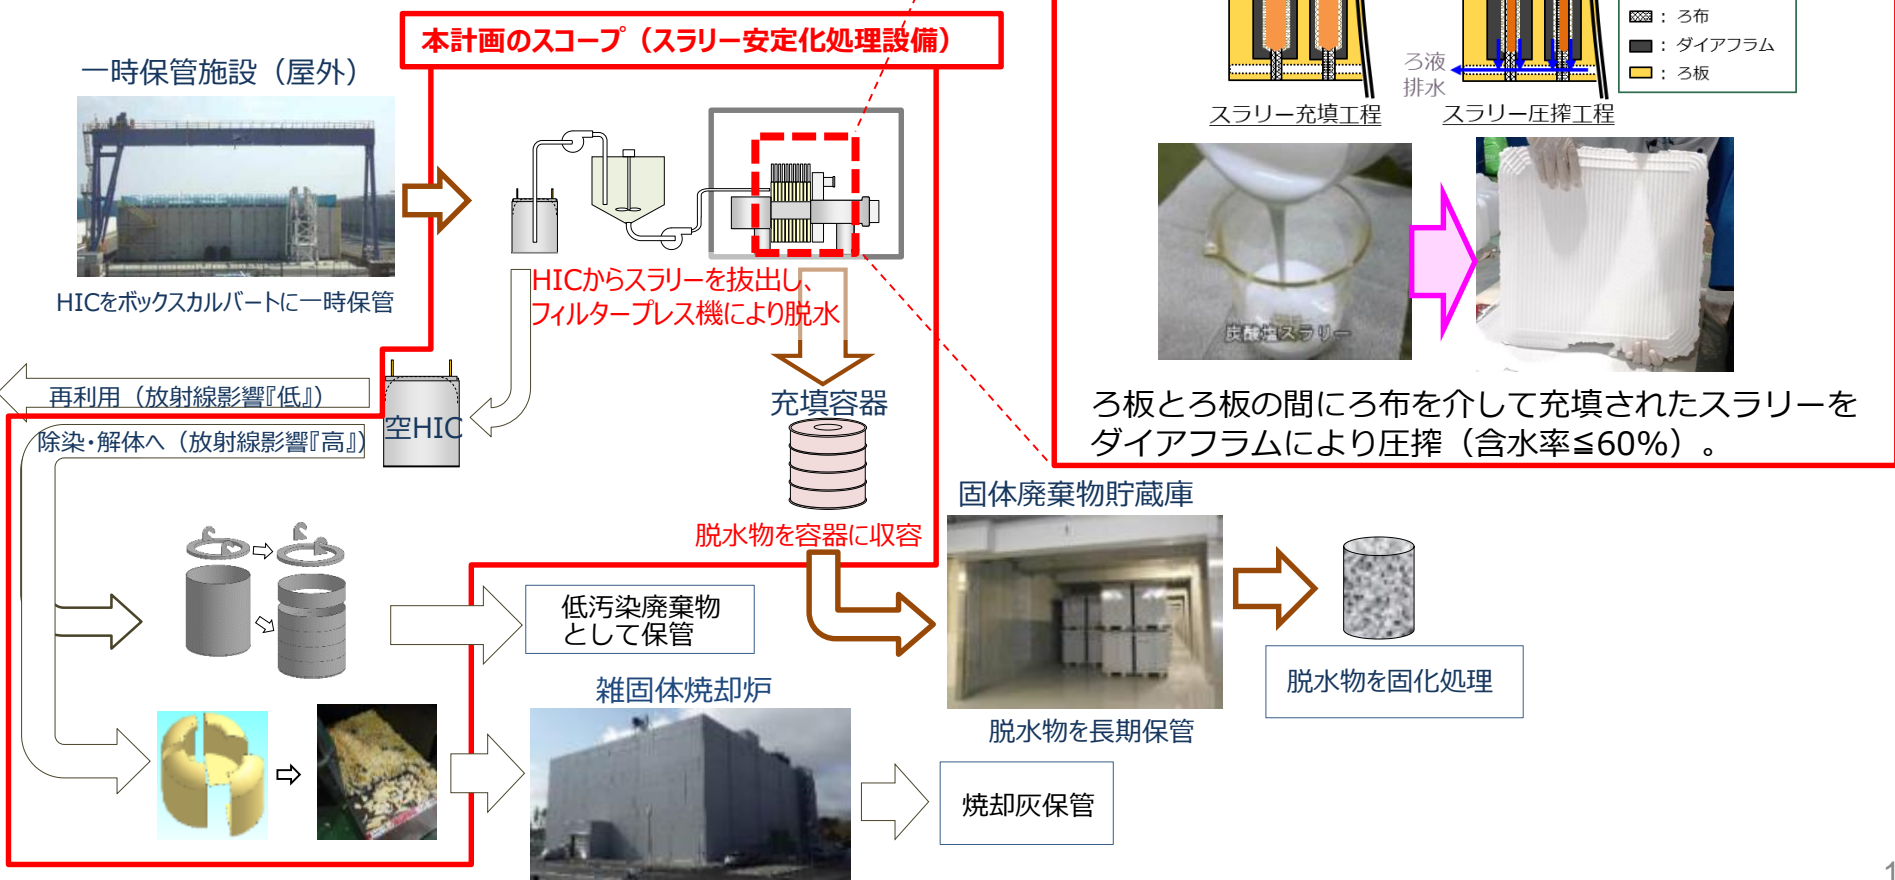 本計画のスコープ（スラリー安定化処理設備）
一時保管施設（屋外）
HICをボックスカルバートに一時保管
HICからスラリーを抜出し、
フィルタープレス機により脱水
再利用（放射線影響『低』）
除染・解体へ（放射線影響『高』）
空HIC
充填容器
脱水物を容器に収容
低汚染廃棄物
として保管
雑固体焼却炉
焼却灰保管
固体廃棄物貯蔵庫
脱水物を長期保管
脱水物を固化処理
：ろ布
：ダイアフラム
：ろ板
ろ液
排水
スラリー充填工程
スラリー圧搾工程
炭酸塩スラリー
ろ板とろ板の間にろ布を介して充填されたスラリーを
ダイアフラムにより圧搾（含水率≦60%）。
1